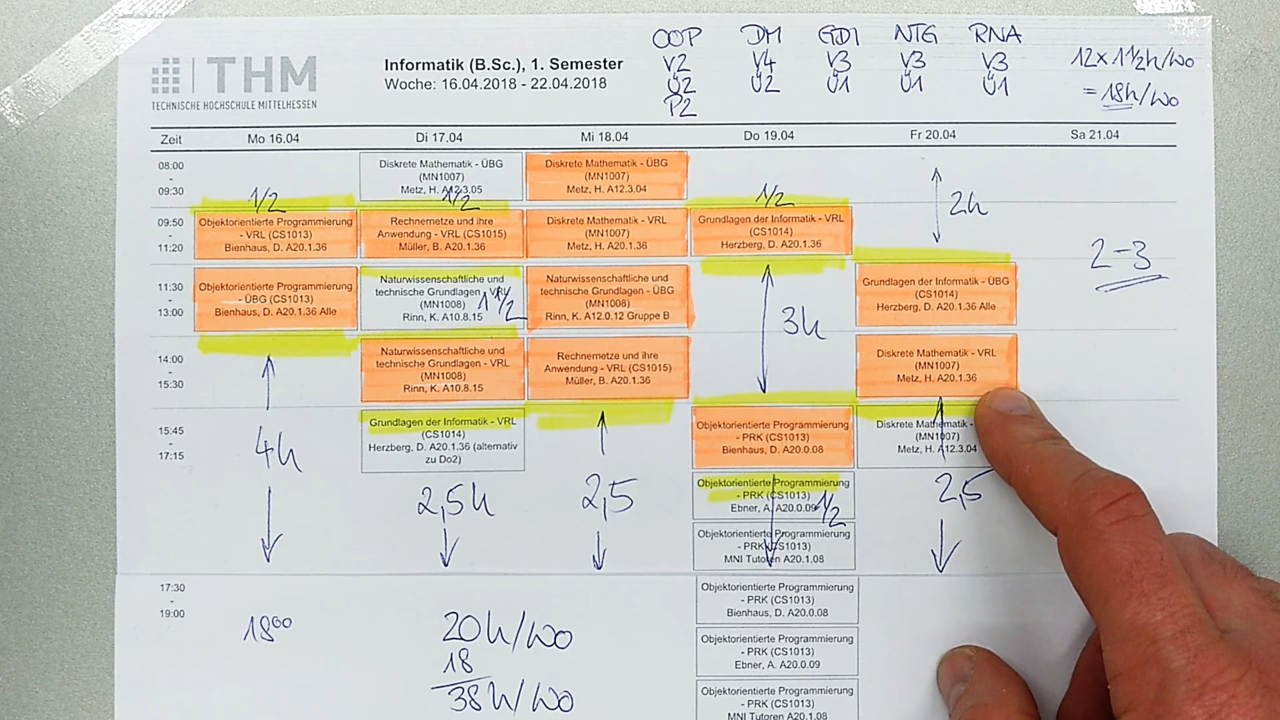 THM
TECHNISCHE HOCHSCHULE MITTELHESSEN
Informatik (B.Sc.), 1. Semester
Woche: 16.04.2018 - 22.04.2018
OOP DM GDI NTG RNA
V2 V4 V3 V3 V3
Ü2 Ü2 Ü1 Ü1 Ü1
P2
12 x 1 1/2 h/Wo
= 18h/Wo
Zeit Mo 16.04 Di 17.04 Mi 18.04 Do 19.04 Fr 20.04 Sa 21.04
08:00
-
09:30
Diskrete Mathematik - ÜBG
(MN1007)
Metz, H. A12.3.05
Diskrete Mathematik - ÜBG
(MN1007)
Metz, H. A12.3.04
1/2
1/2
1/2
2h
09:50
-
11:20
Objektorientierte Programmierung
- VRL (CS1013)
Bienhaus, D. A20.1.36
Rechnernetze und ihre
Anwendung - VRL (CS1015)
Müller, B. A20.1.36
Diskrete Mathematik - VRL
(MN1007)
Metz, H. A20.1.36
Grundlagen der Informatik - VRL
(CS1014)
Herzberg, D. A20.1.36
2-3
11:30
-
13:00
Objektorientierte Programmierung
- ÜBG (CS1013)
Bienhaus, D. A20.1.36 Alle
Naturwissenschaftliche und
technische Grundlagen - VRL
(MN1008)
Rinn, K. A10.8.15
1 1/2
Naturwissenschaftliche und
technische Grundlagen - ÜBG
(MN1008)
Rinn, K. A12.0.12 Gruppe B
3h
Grundlagen der Informatik - ÜBG
(CS1014)
Herzberg, D. A20.1.36 Alle
14:00
-
15:30
Naturwissenschaftliche und
technische Grundlagen - VRL
(MN1008)
Rinn, K. A10.8.15
Rechnernetze und ihre
Anwendung - VRL (CS1015)
Müller, B. A20.1.36
Diskrete Mathematik - VRL
(MN1007)
Metz, H. A20.1.36
15:45
-
17:15
4h
Grundlagen der Informatik - VRL
(CS1014)
Herzberg, D. A20.1.36 (alternativ
zu Do2)
2,5h
2,5
Objektorientierte Programmierung
- PRK (CS1013)
Bienhaus, D. A20.0.08
Objektorientierte Programmierung
- PRK (CS1013)
Ebner, A. A20.0.09
1/2
Objektorientierte Programmierung
- PRK (CS1013)
MNI Tutoren A20.1.08
Diskrete Mathematik -
(MN1007)
Metz, H. A12.3.04
2,5
17:30
-
19:00
18⁰⁰
20h/Wo
18
38h/Wo
Objektorientierte Programmierung
- PRK (CS1013)
Bienhaus, D. A20.0.08
Objektorientierte Programmierung
- PRK (CS1013)
Ebner, A. A20.0.09
Objektorientierte Programmierung
- PRK (CS1013)
MNI Tutoren A20.1.08